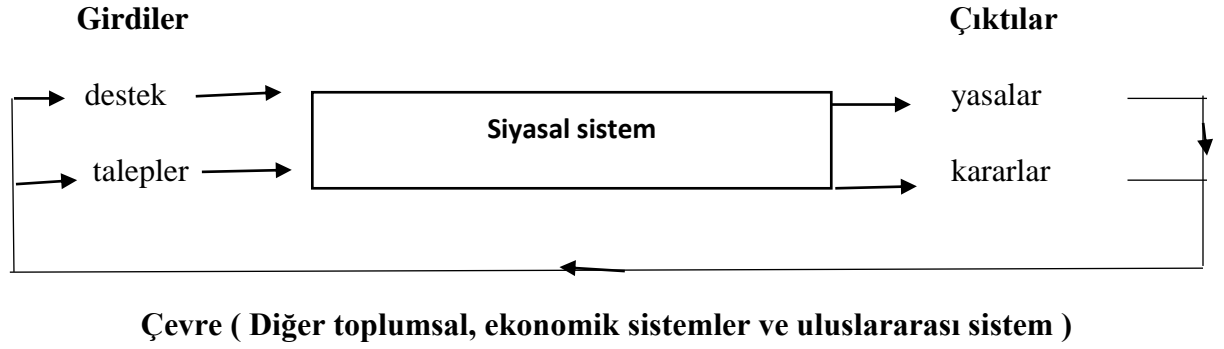 Girdiler Çıktılar
destek yasalar
Siyasal sistem
talepler kararlar
Çevre ( Diğer toplumsal, ekonomik sistemler ve uluslararası sistem )